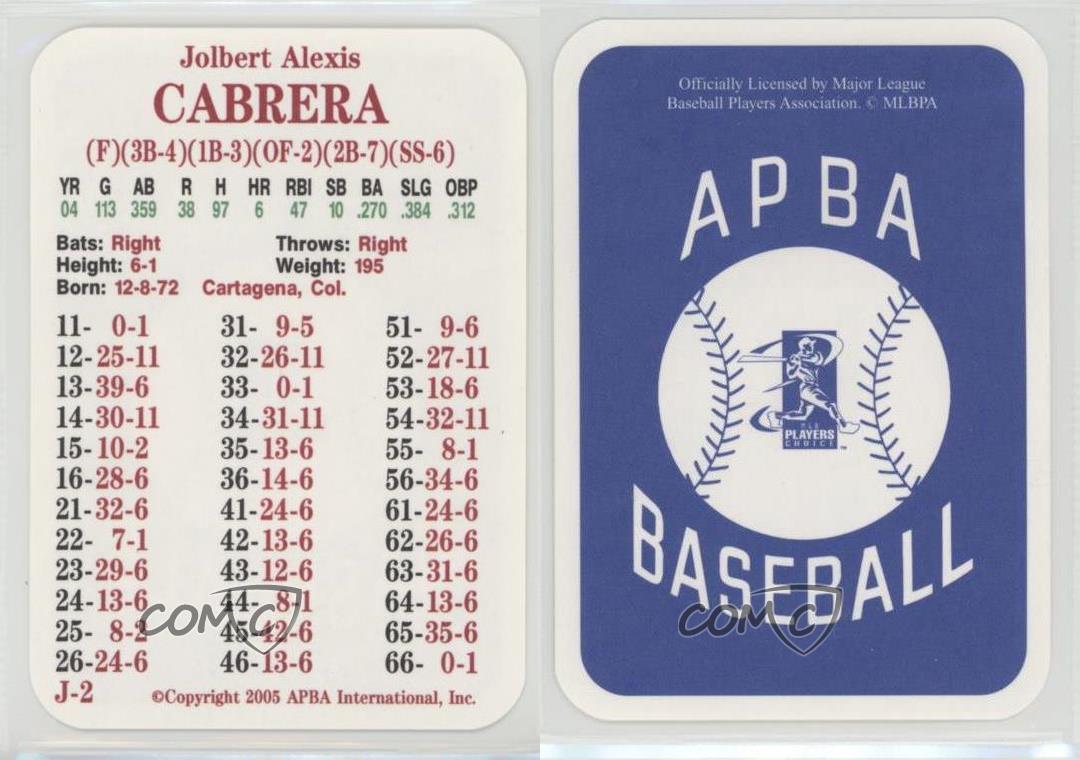 Jolbert Alexis
CABRERA
(F)(3B-4)(1B-3)(OF-2)(2B-7)(SS-6)
YR G AB R H HR RBI SB BA SLG OBP
04 113 359 38 97 6 47 10 .270 .384 .312
Bats: Right Throws: Right
Height: 6-1 Weight: 195
Born: 12-8-72 Cartagena, Col.
11- 0-1 31- 9-5 51- 9-6
12-25-11 32-26-11 52-27-11
13-39-6 33- 0-1 53-18-6
14-30-11 34-31-11 54-32-11
15-10-2 35-13-6 55- 8-1
16-28-6 36-14-6 56-34-6
21-32-6 41-24-6 61-24-6
22- 7-1 42-13-6 62-26-6
23-29-6 43-12-6 63-31-6
24-13-6 44- 8-1 64-13-6
25- 8-2 45-42-6 65-35-6
26-24-6 46-13-6 66- 0-1
J-2 ©Copyright 2005 APBA International, Inc.
COMC
Officially Licensed by Major League
Baseball Players Association. © MLBPA
APBA
MLB
PLAYERS
CHOICE
TM
BASEBALL
COMC